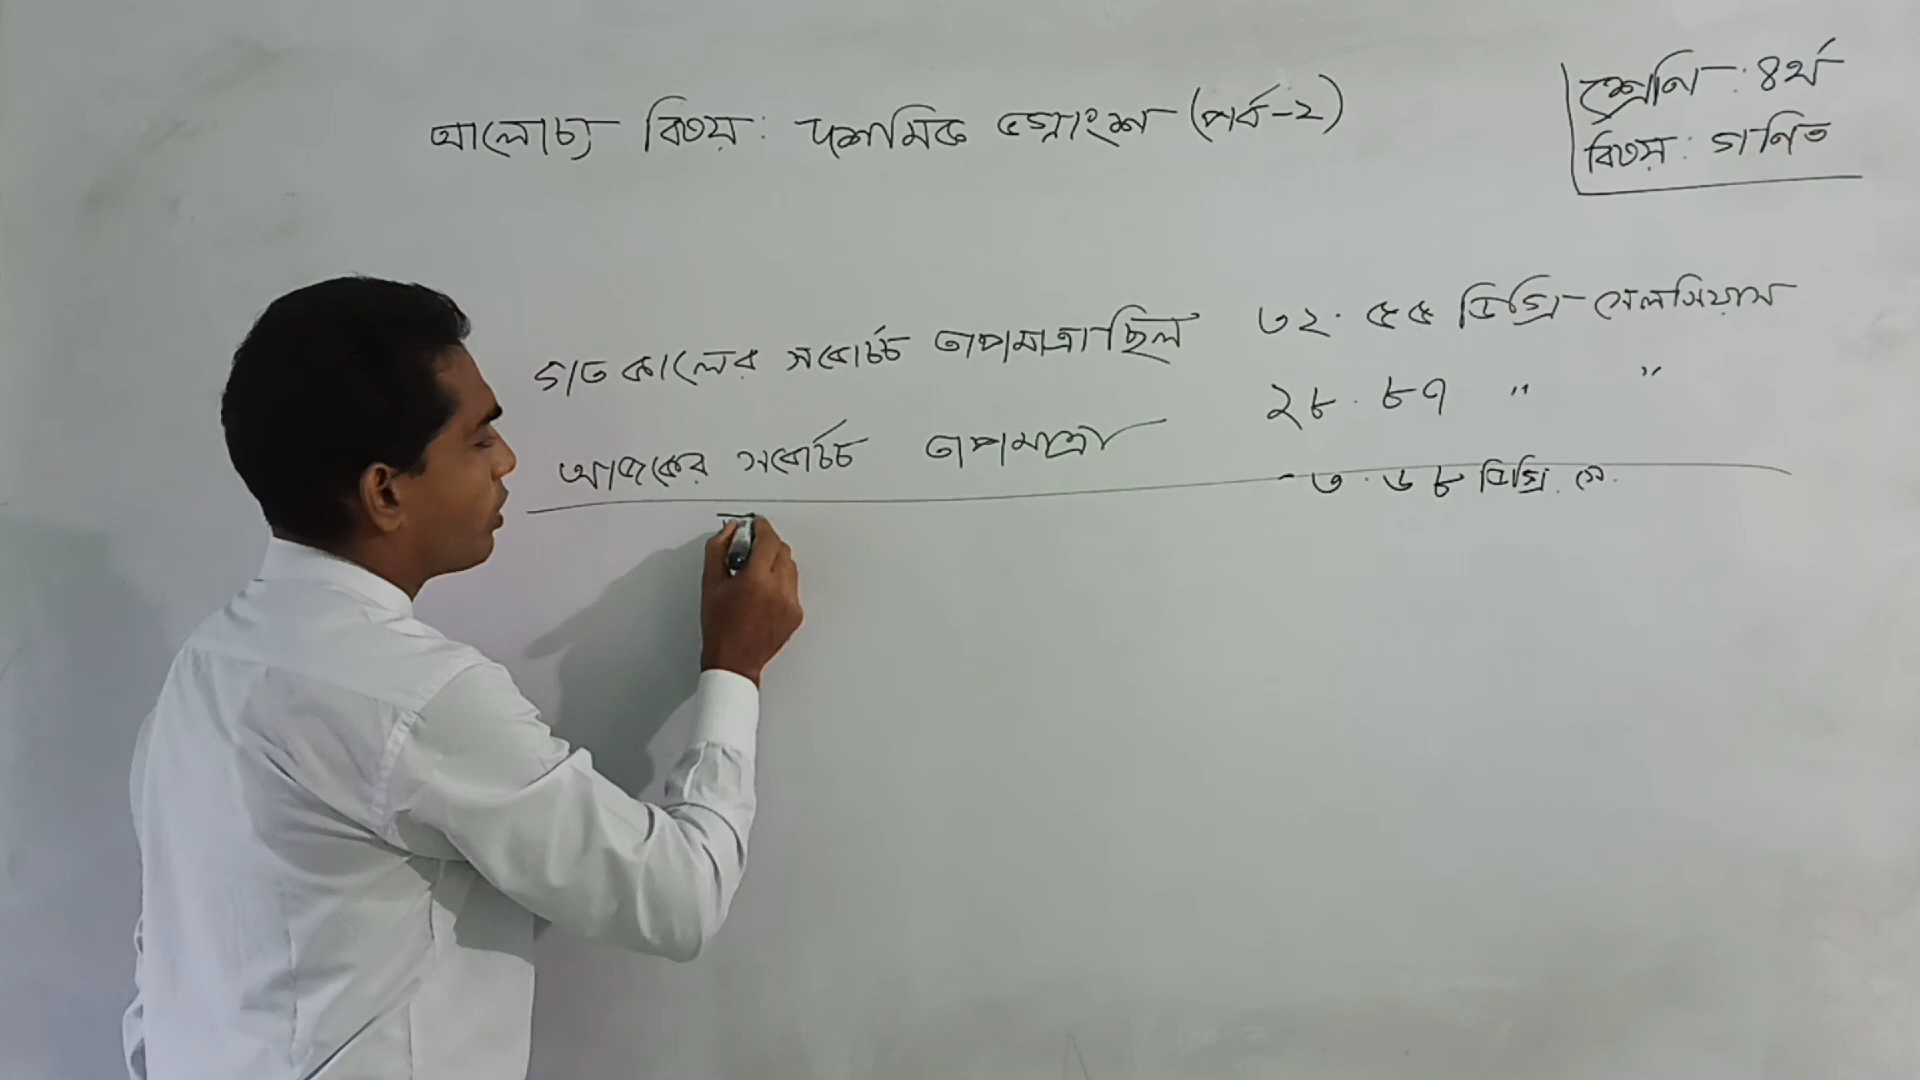 আলোচ্য বিষয়: দশমিক ভগ্নাংশ (পর্ব-২)
শ্রেণি: ৪র্থ
বিষয়: গণিত
গতকালের সর্বোচ্চ তাপমাত্রা ছিল ৩২.৫৫ ডিগ্রি সেলসিয়াস
আজকের সর্বোচ্চ তাপমাত্রা ২৮.৮৭ " "
- ৩.৬৮ ডিগ্রি. সে.